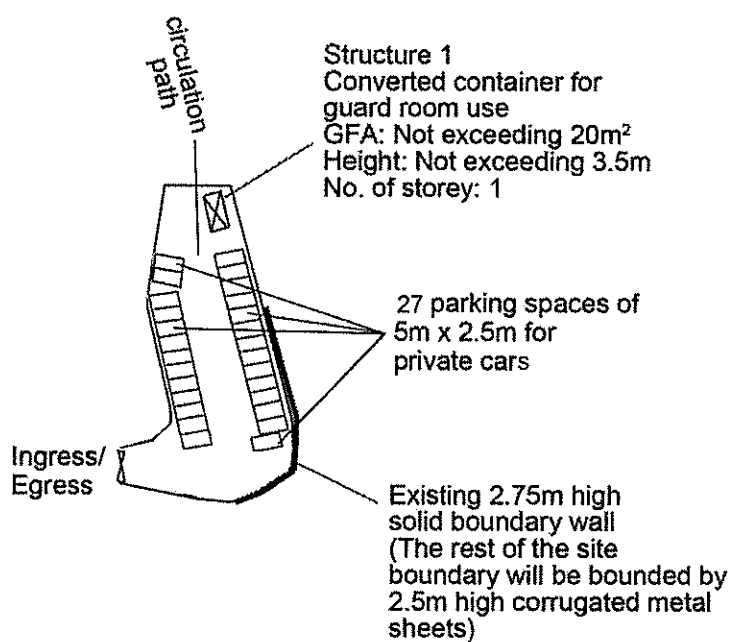 circulation
path
Structure 1
Converted container for
guard room use
GFA: Not exceeding 20m²
Height: Not exceeding 3.5m
No. of storey: 1
27 parking spaces of
5m x 2.5m for
private cars
Ingress/
Egress
Existing 2.75m high
solid boundary wall
(The rest of the site
boundary will be bounded by
2.5m high corrugated metal
sheets)